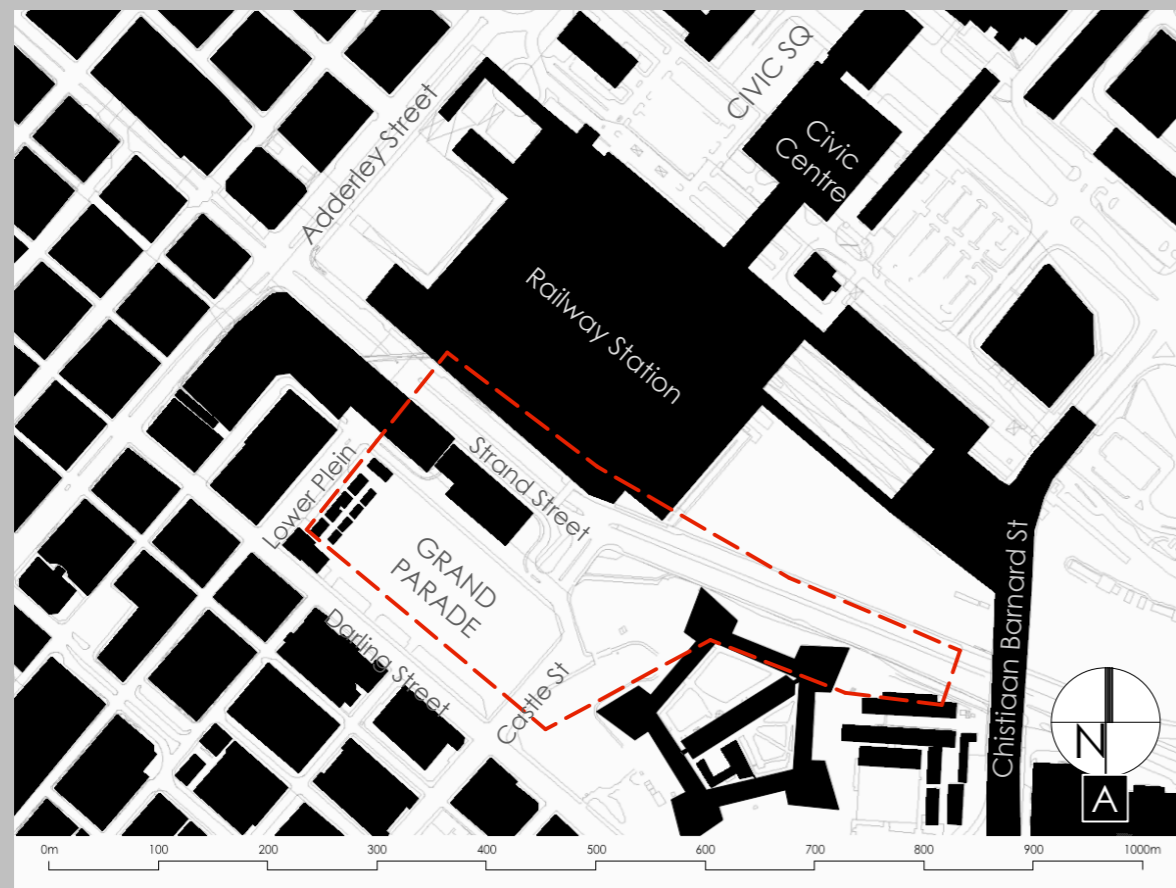 CIVIC SQ
Civic
Centre
Adderley Street
Railway Station
Strand Street
Lower Plein
GRAND
PARADE
Darling Street
Castle St
Chistiaan Barnard St
N
A
0m 100 200 300 400 500 600 700 800 900 1000m